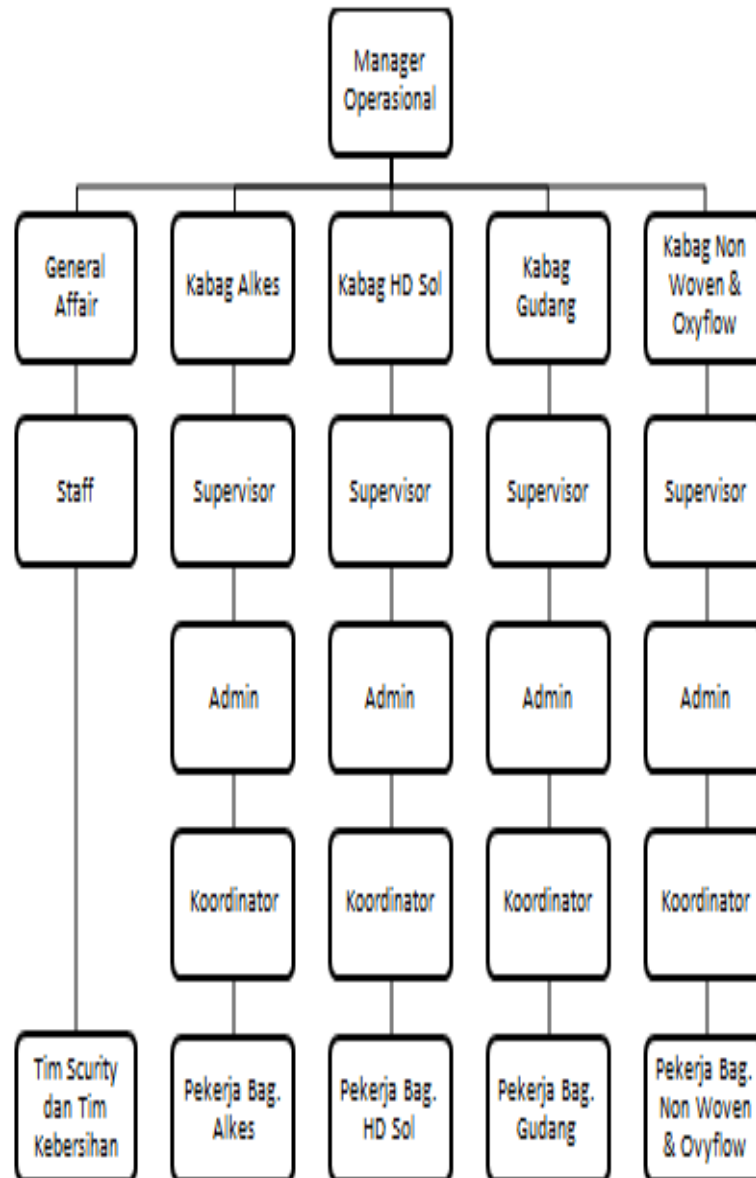 Manager
Operasional
General
Affair
Kabag Alkes
Kabag HD Sol
Kabag
Gudang
Kabag Non
Woven &
Oxyflow
Staff
Supervisor
Supervisor
Supervisor
Supervisor
Admin
Admin
Admin
Admin
Koordinator
Koordinator
Koordinator
Koordinator
Tim Scurity
dan Tim
Kebersihan
Pekerja Bag.
Alkes
Pekerja Bag.
HD Sol
Pekerja Bag.
Gudang
Pekerja Bag.
Non Woven
& Ovyflow